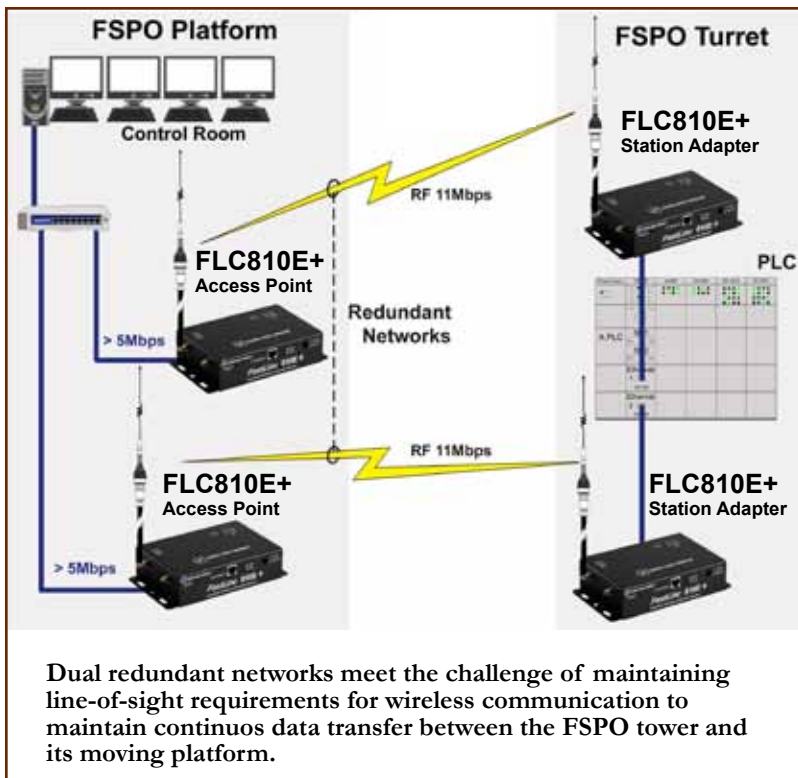 FSPO Platform
FSPO Turret
Control Room
FLC810E+
Station Adapter
RF 11Mbps
FLC810E+
Access Point
PLC
A.PLC
Redundant
Networks
> 5Mbps
RF 11Mbps
FLC810E+
Access Point
FLC810E+
Station Adapter
> 5Mbps
Dual redundant networks meet the challenge of maintaining
line-of-sight requirements for wireless communication to
maintain continuos data transfer between the FSPO tower and
its moving platform.